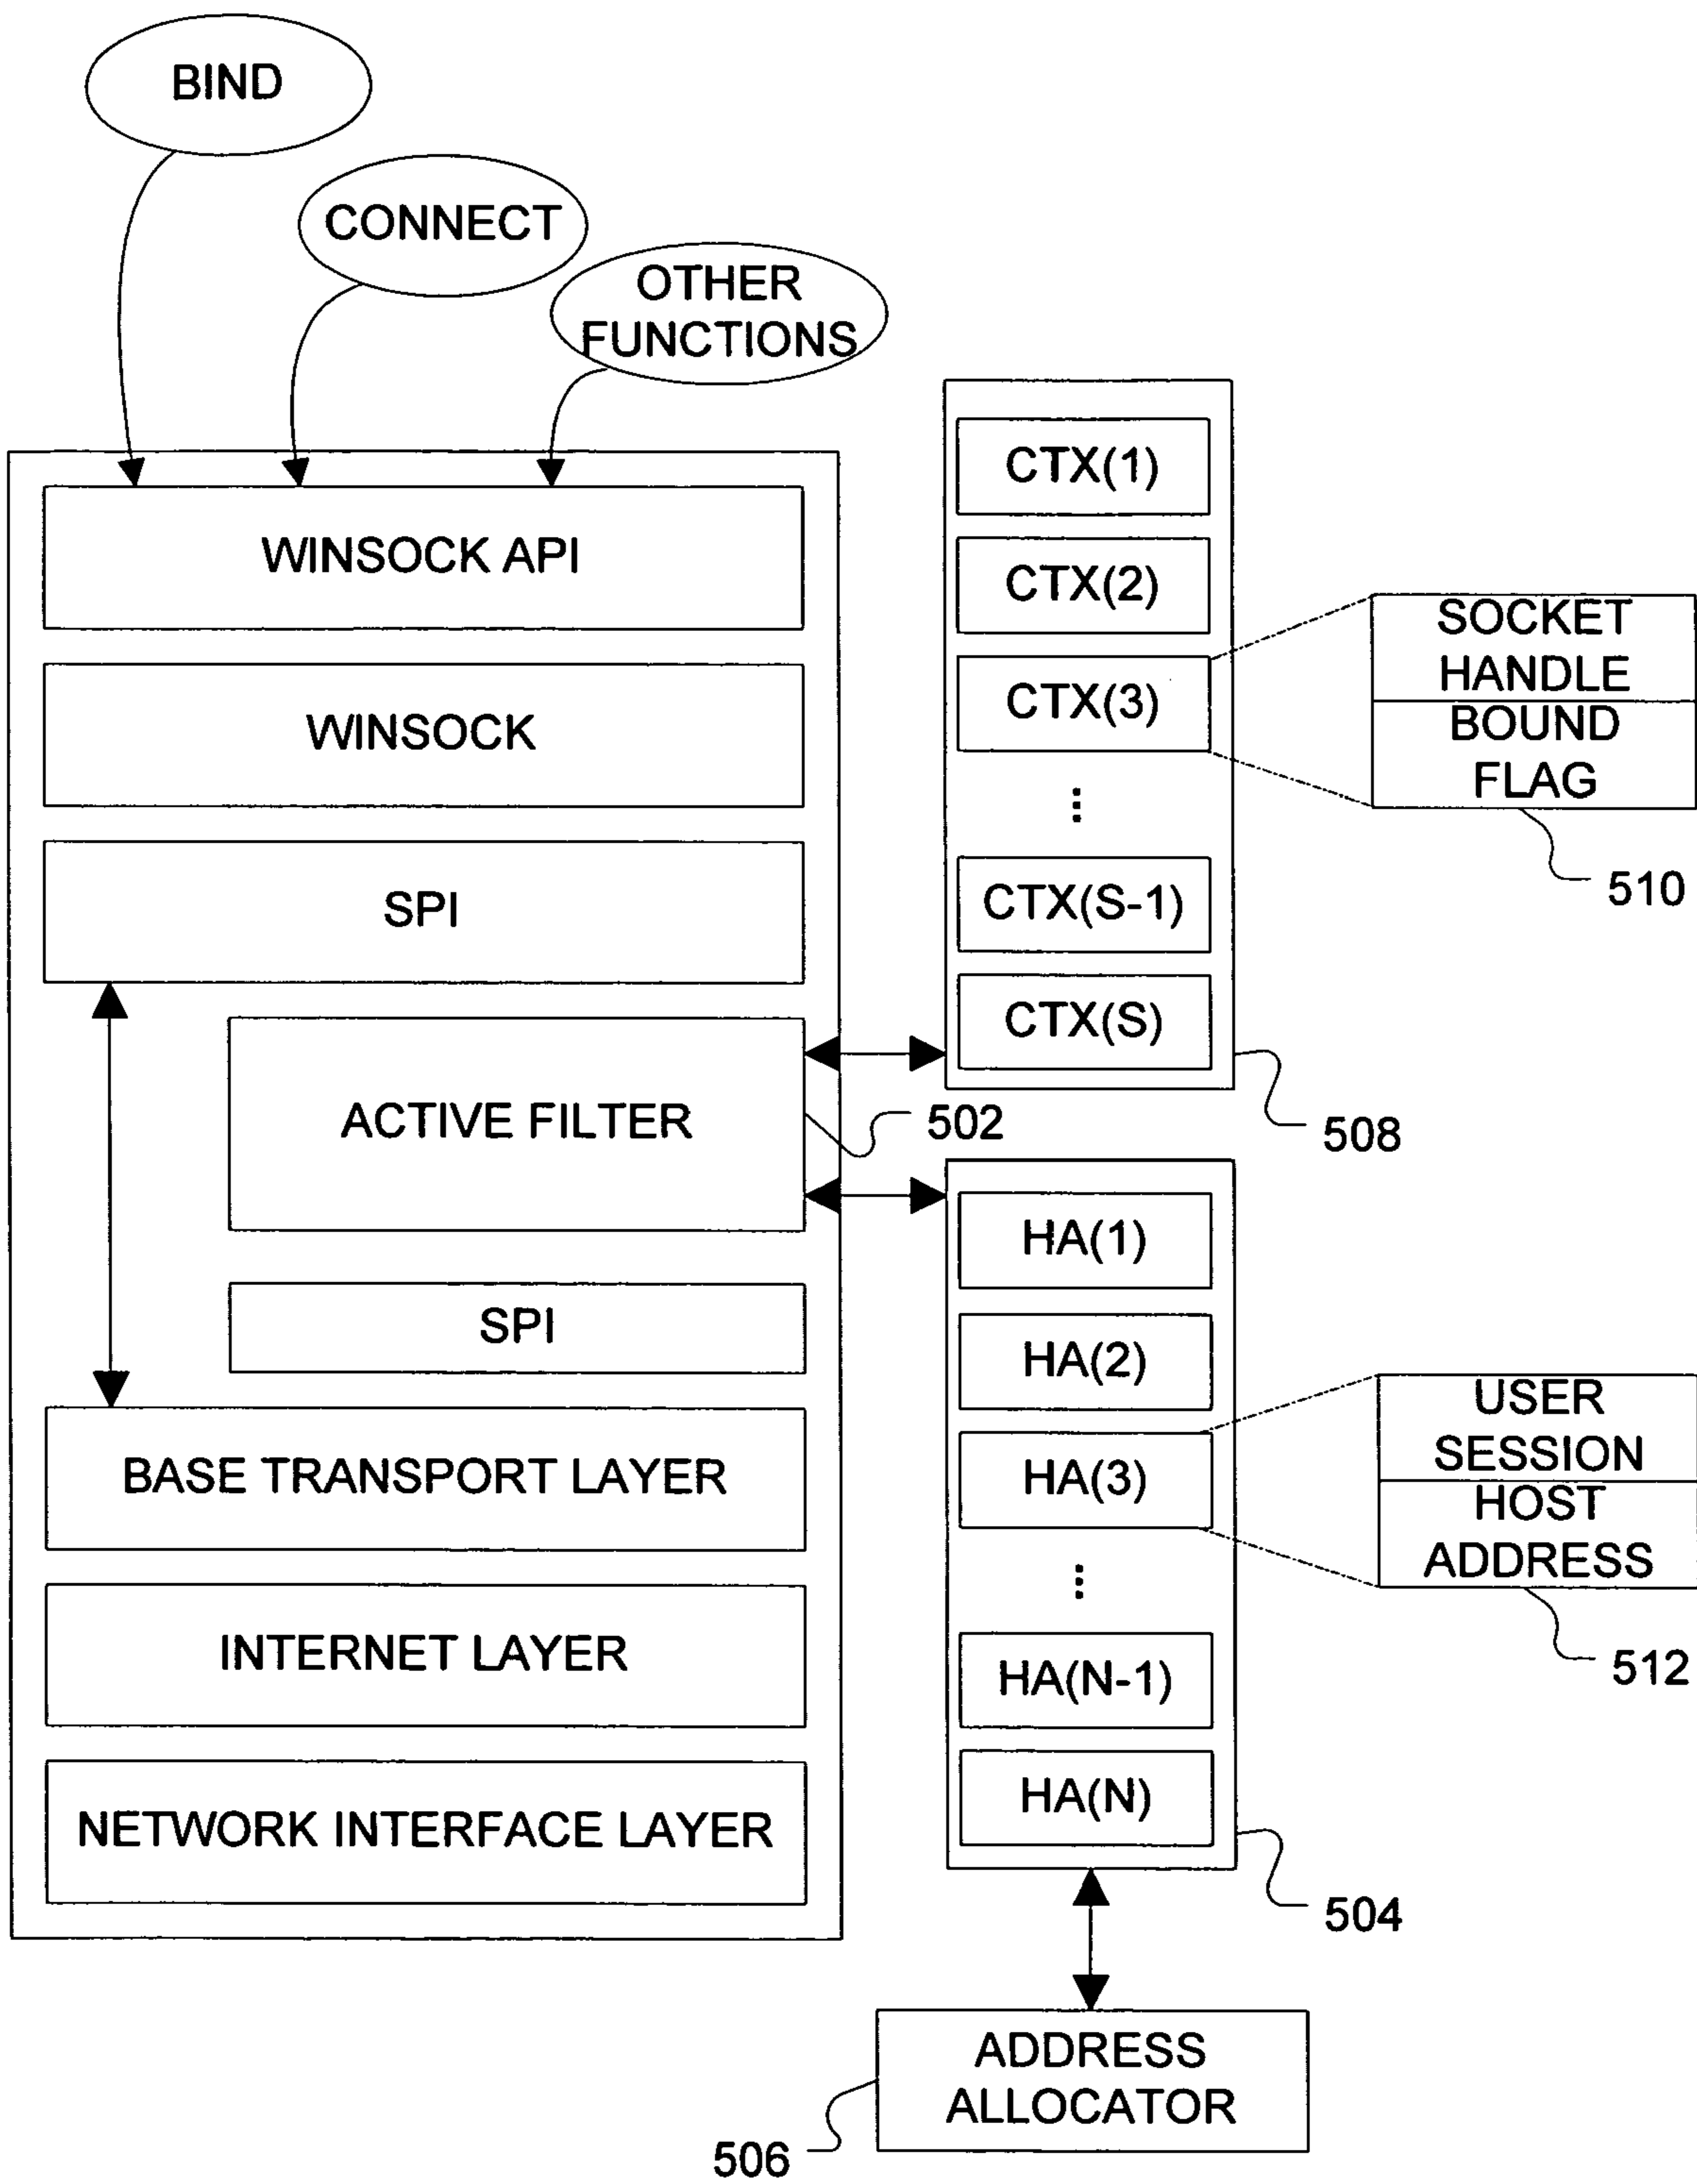 BIND
CONNECT
OTHER
FUNCTIONS
WINSOCK API
WINSOCK
SPI
ACTIVE FILTER
502
SPI
BASE TRANSPORT LAYER
INTERNET LAYER
NETWORK INTERFACE LAYER
CTX(1)
CTX(2)
CTX(3)
...
CTX(S-1)
CTX(S)
508
SOCKET
HANDLE
BOUND
FLAG
510
HA(1)
HA(2)
HA(3)
...
HA(N-1)
HA(N)
504
USER
SESSION
HOST
ADDRESS
512
ADDRESS
ALLOCATOR
506